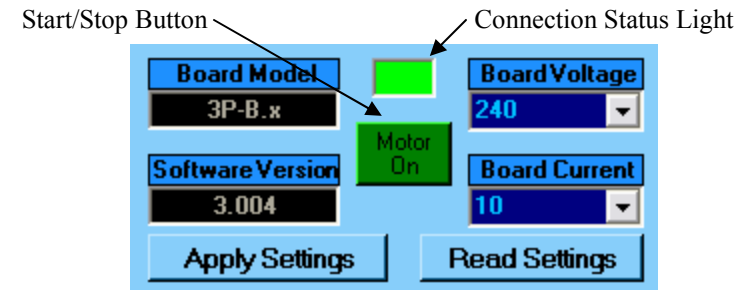 Start/Stop Button
Connection Status Light
Board Model
Board Voltage
3P-B.x
240
Motor
On
Software Version
Board Current
3.004
10
Apply Settings
Read Settings